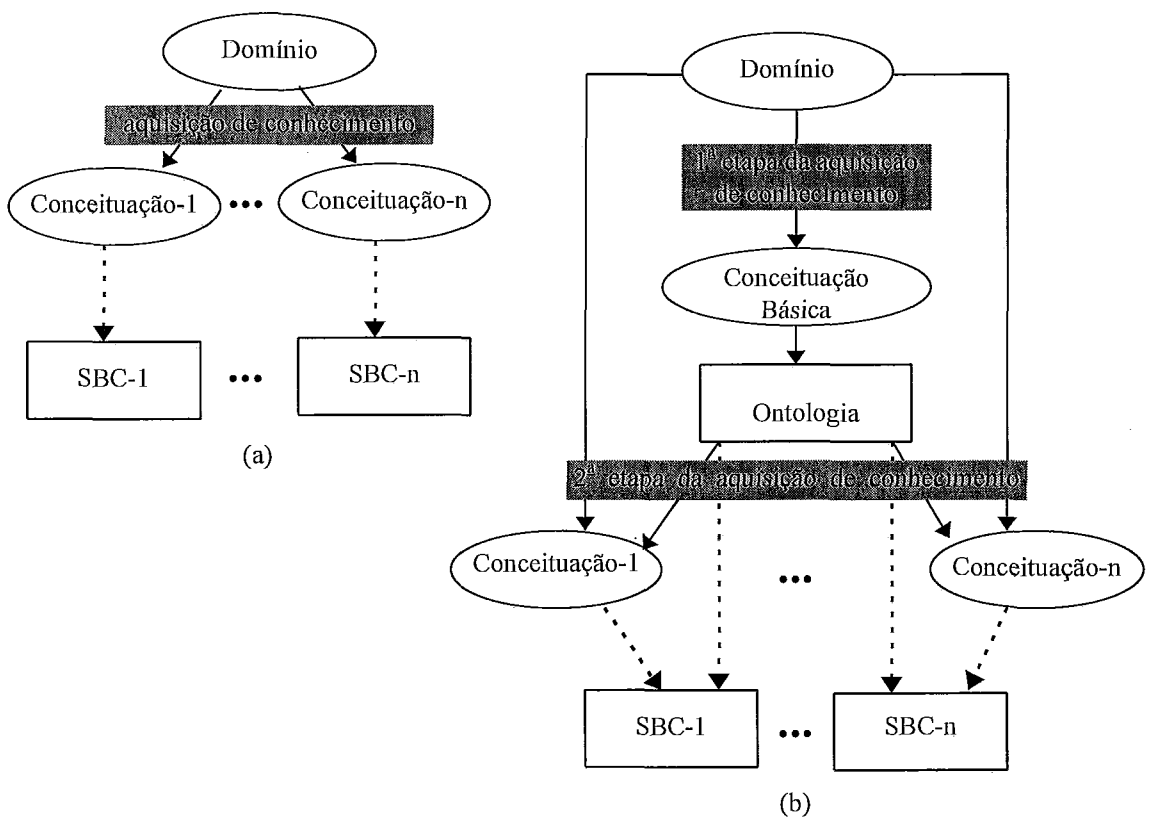 Domínio
aquisição de conhecimento
Conceituação-1 ••• Conceituação-n
SBC-1 ••• SBC-n
(a)
Domínio
1ª etapa da aquisição
de conhecimento
Conceituação
Básica
Ontologia
2ª etapa da aquisição de conhecimento
Conceituação-1 ••• Conceituação-n
SBC-1 ••• SBC-n
(b)